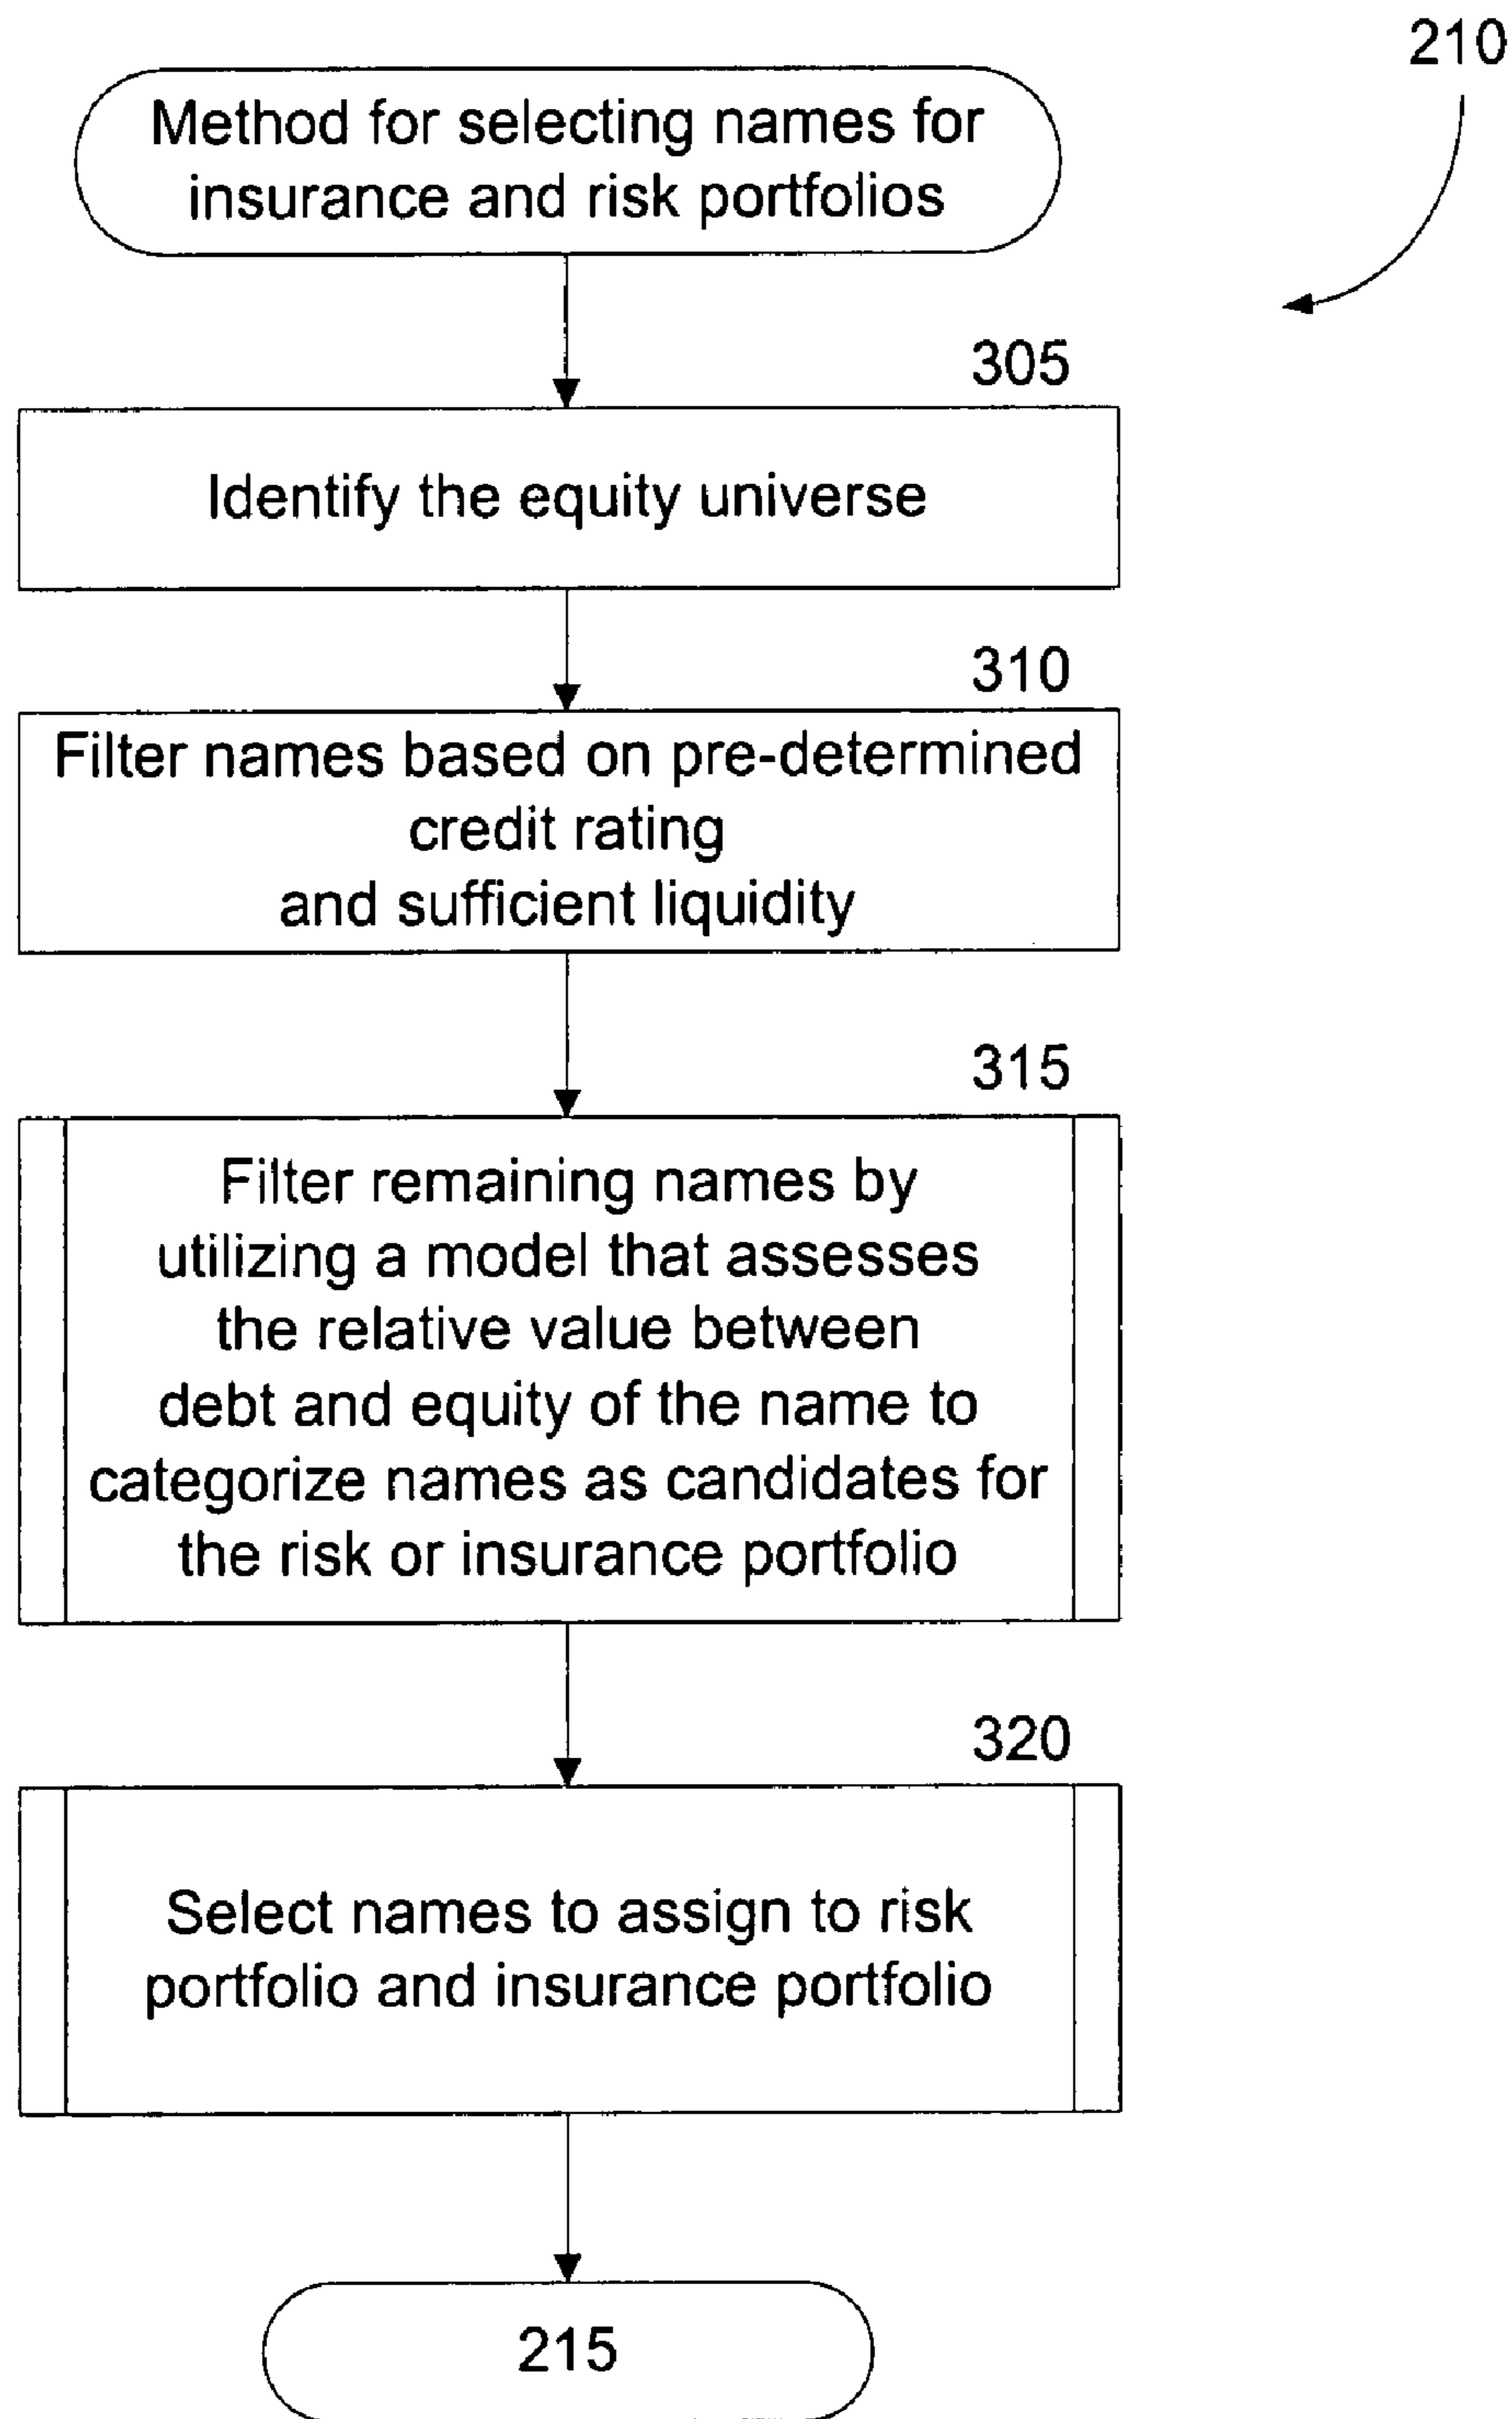 210
Method for selecting names for
insurance and risk portfolios
305
Identify the equity universe
310
Filter names based on pre-determined
credit rating
and sufficient liquidity
315
Filter remaining names by
utilizing a model that assesses
the relative value between
debt and equity of the name to
categorize names as candidates for
the risk or insurance portfolio
320
Select names to assign to risk
portfolio and insurance portfolio
215